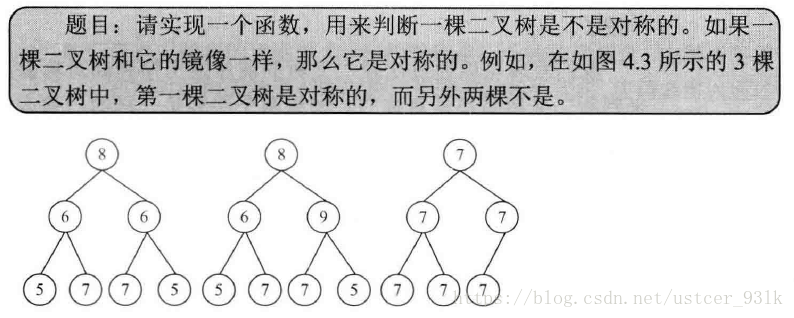 题目：请实现一个函数，用来判断一棵二叉树是不是对称的。如果一
棵二叉树和它的镜像一样，那么它是对称的。例如，在如图 4.3 所示的 3 棵
二叉树中，第一棵二叉树是对称的，而另外两棵不是。
8 8 7
6 6 6 9 7 7
5 7 7 5 5 7 7 5 7 7 7
https://blog.csdn.net/ustcer_93lk